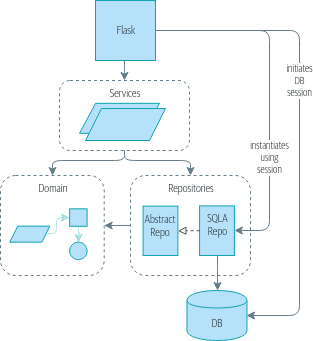 Flask
initiates
DB
session
Services
instantiates
using
session
Domain
Repositories
Abstract
Repo
SQLA
Repo
DB